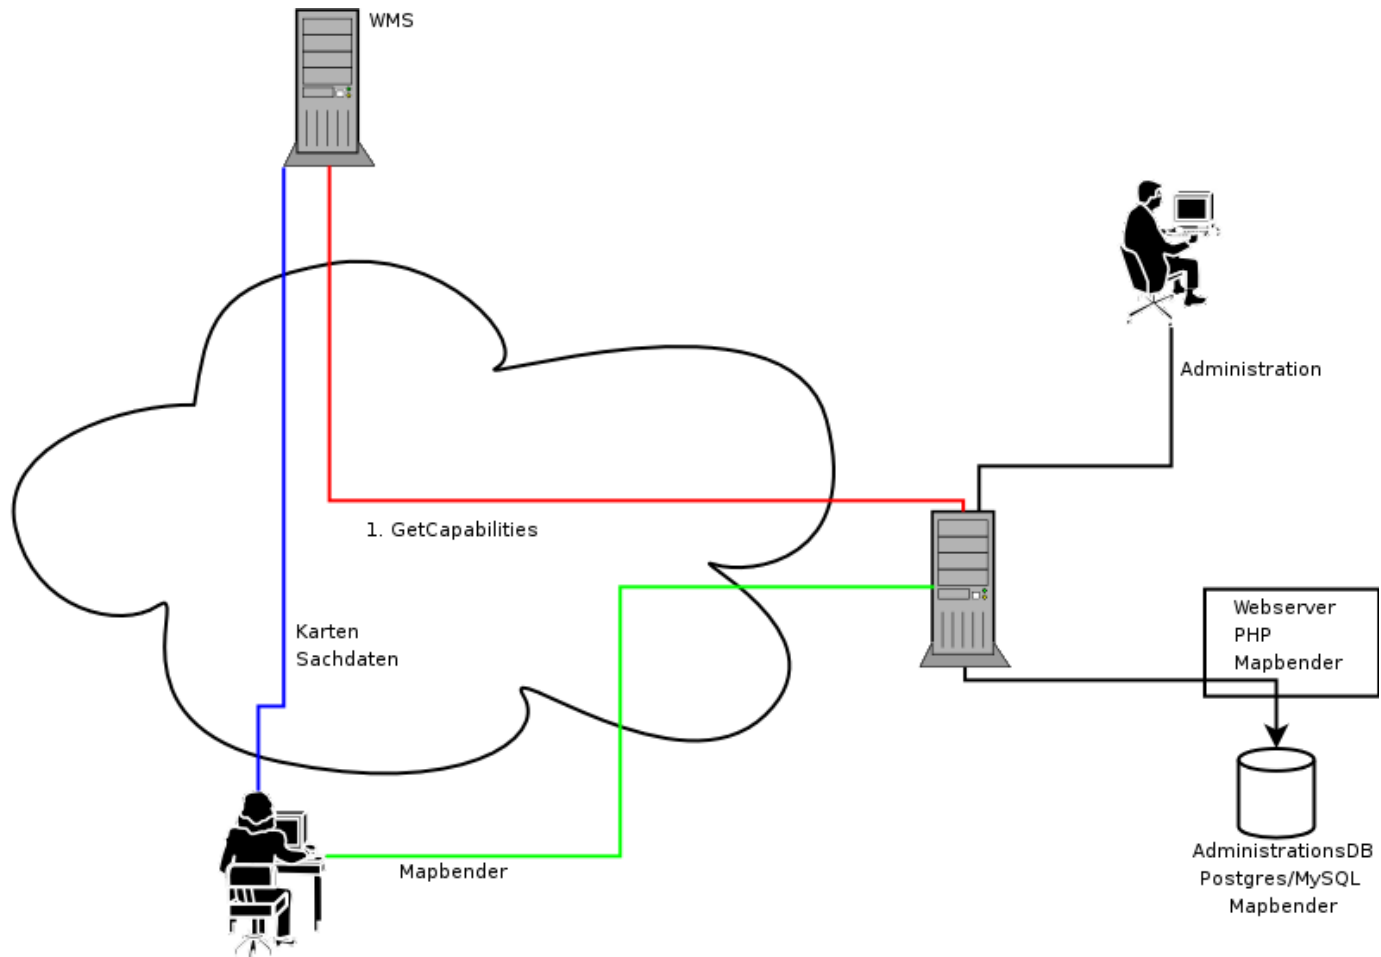 WMS
Administration
1. GetCapabilities
Webserver
PHP
Mapbender
Karten
Sachdaten
AdministrationsDB
Postgres/MySQL
Mapbender
Mapbender